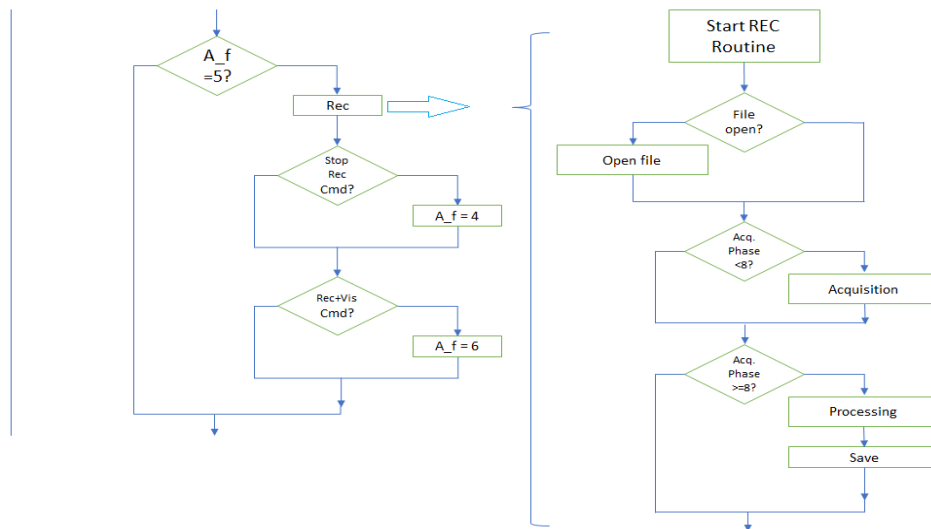 A_f
=5?
Rec
Stop
Rec
Cmd?
A_f = 4
Rec+Vis
Cmd?
A_f = 6
Start REC
Routine
File
open?
Open file
Acq.
Phase
<8?
Acquisition
Acq.
Phase
>=8?
Processing
Save